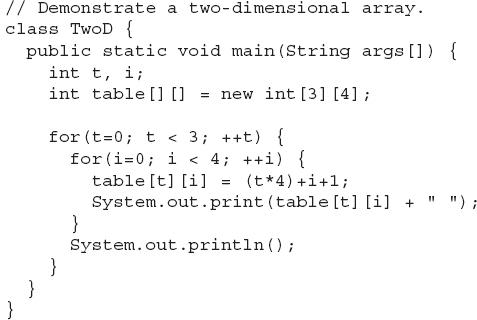 // Demonstrate a two-dimensional array.
class TwoD {
  public static void main(String args[]) {
    int t, i;
    int table[][] = new int[3][4];

    for(t=0; t < 3; ++t) {
      for(i=0; i < 4; ++i) {
        table[t][i] = (t*4)+i+1;
        System.out.print(table[t][i] + " ");
      }
      System.out.println();
    }
  }
}